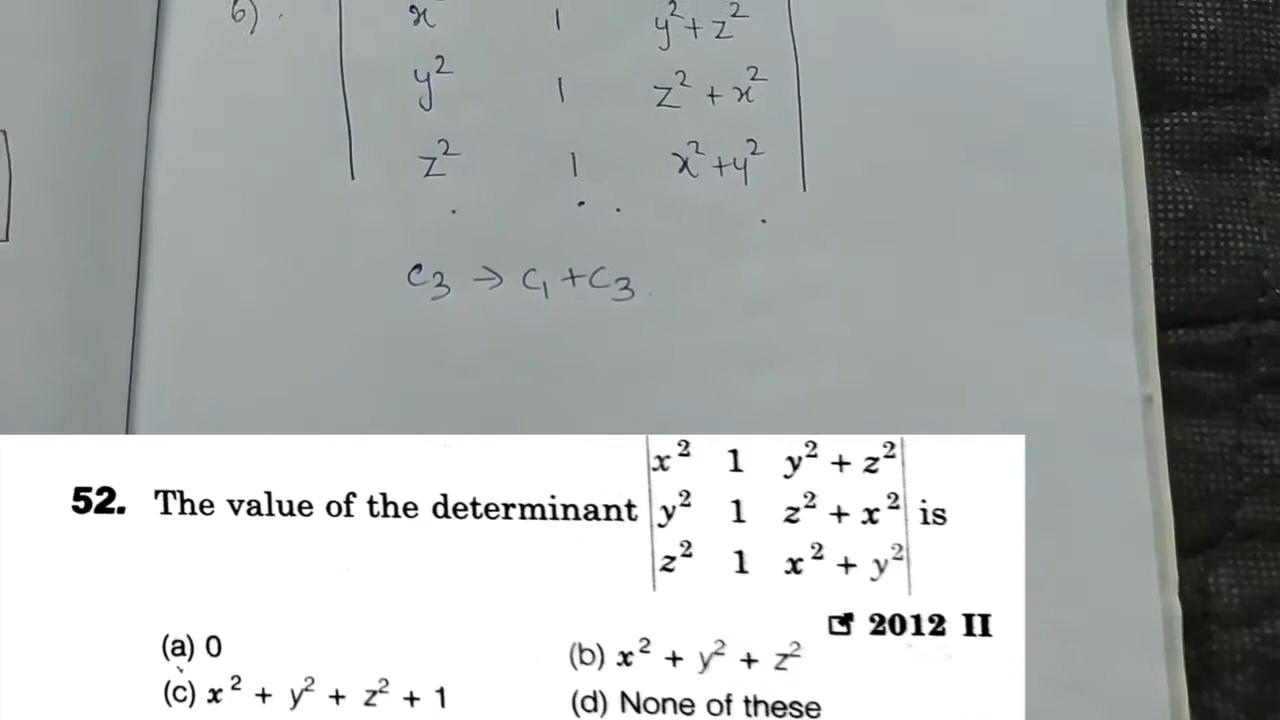 6) . x² 1 y²+z²
y² 1 z² + x²
z² 1 x²+y²
c₃ → c₁ + c₃
52. The value of the determinant | x² 1 y² + z² |
| y² 1 z² + x² | is
| z² 1 x² + y² |
2012 II
(a) 0 (b) x² + y² + z²
(c) x² + y² + z² + 1 (d) None of these